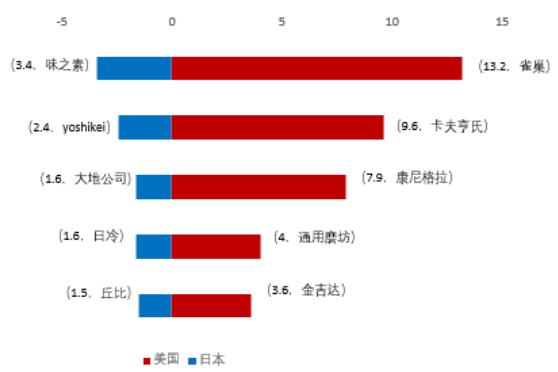 -5 0 5 10 15
(3.4, 味之素) (13.2, 雀巢)
(2.4, yoshikei) (9.6, 卡夫亨氏)
(1.6, 大地公司) (7.9, 康尼格拉)
(1.6, 日冷) (4, 通用磨坊)
(1.5, 丘比) (3.6, 金吉达)
美国 日本